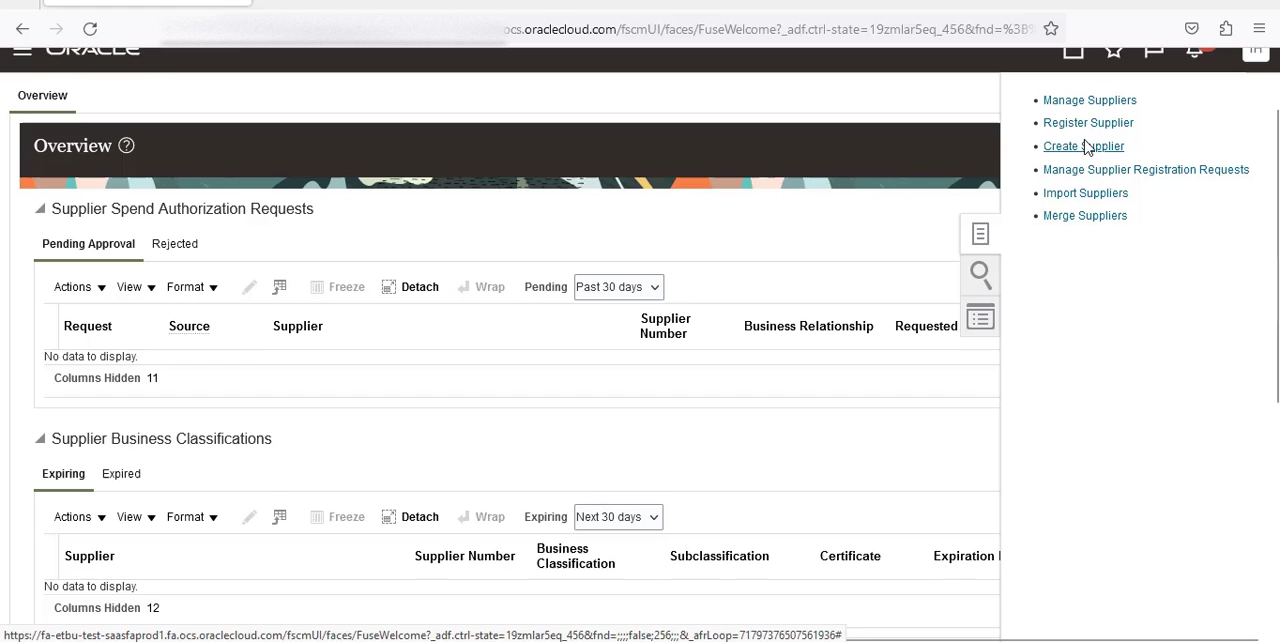 ocs.oraclecloud.com/fscmUI/faces/FuseWelcome?_adf.ctrl-state=19zmlar5eq_456&fnd=%3B%
ORACLE
Overview
Overview ?
Supplier Spend Authorization Requests
Pending Approval Rejected
Actions View Format Freeze Detach Wrap Pending Past 30 days
Request Source Supplier Supplier Number Business Relationship Requested
No data to display.
Columns Hidden 11
Supplier Business Classifications
Expiring Expired
Actions View Format Freeze Detach Wrap Expiring Next 30 days
Supplier Supplier Number Business Classification Subclassification Certificate Expiration
No data to display.
Columns Hidden 12
Manage Suppliers
Register Supplier
Create Supplier
Manage Supplier Registration Requests
Import Suppliers
Merge Suppliers
https://fa-etbu-test-saasfaprod1.fa.ocs.oraclecloud.com/fscmUI/faces/FuseWelcome?_adf.ctrl-state=19zmlar5eq_456&fnd=;;;;false;256;;;&_afrLoop=71797376507561936#